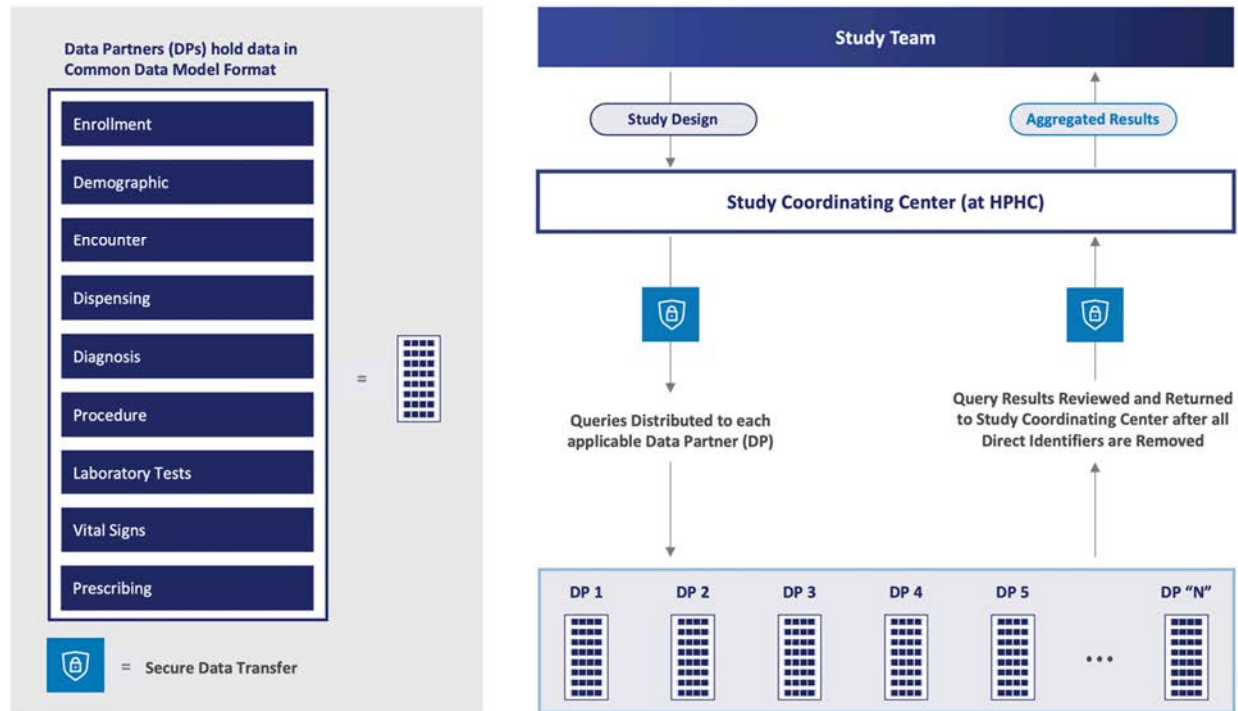 Data Partners (DPs) hold data in
Common Data Model Format
Enrollment
Demographic
Encounter
Dispensing
Diagnosis
Procedure
Laboratory Tests
Vital Signs
Prescribing
=
= Secure Data Transfer
Study Team
Study Design
Aggregated Results
Study Coordinating Center (at HPHC)
Queries Distributed to each
applicable Data Partner (DP)
Query Results Reviewed and Returned
to Study Coordinating Center after all
Direct Identifiers are Removed
DP 1 DP 2 DP 3 DP 4 DP 5 DP “N”
...